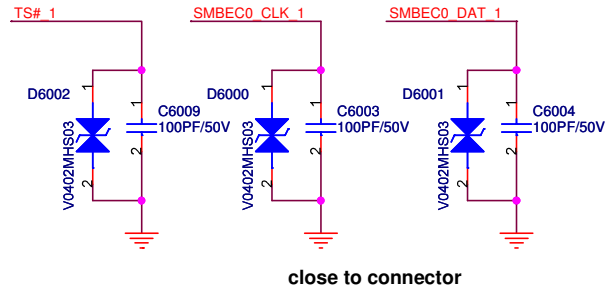 TS#_1
SMBEC0_CLK_1
SMBEC0_DAT_1
D6002
1
1
C6009
100PF/50V
2
2
V0402MHS03
D6000
1
1
C6003
100PF/50V
2
2
V0402MHS03
D6001
1
1
C6004
100PF/50V
2
2
V0402MHS03
close to connector